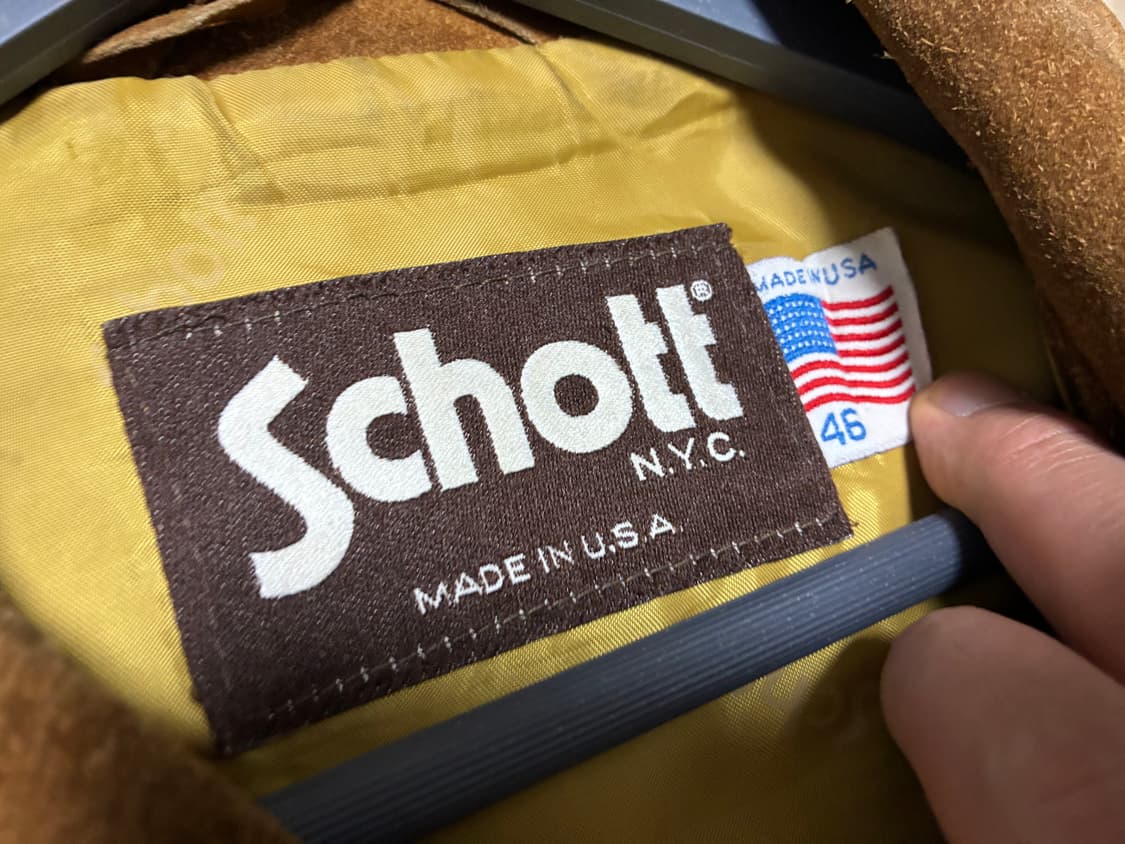 Schott®
N.Y.C.
MADE IN U.S.A.
MADE IN USA
46